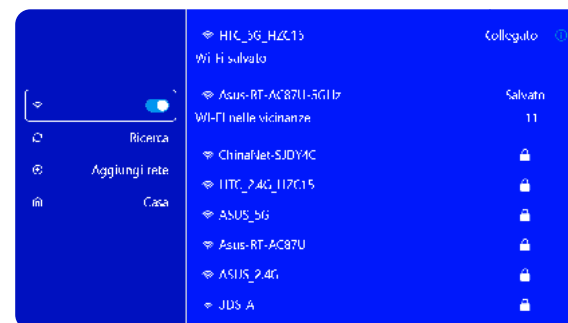 Ricerca
Aggiungi rete
Casa
HTC_5G_HZC15 Collegato
Wi-Fi salvato
Asus-RT-AC87U-5GHz Salvato
WI-FI nelle vicinanze 11
ChinaNet-SJDY4C
HTC_2.4G_HZC15
ASUS_5G
Asus-RT-AC87U
ASUS_2.4G
JDS_A